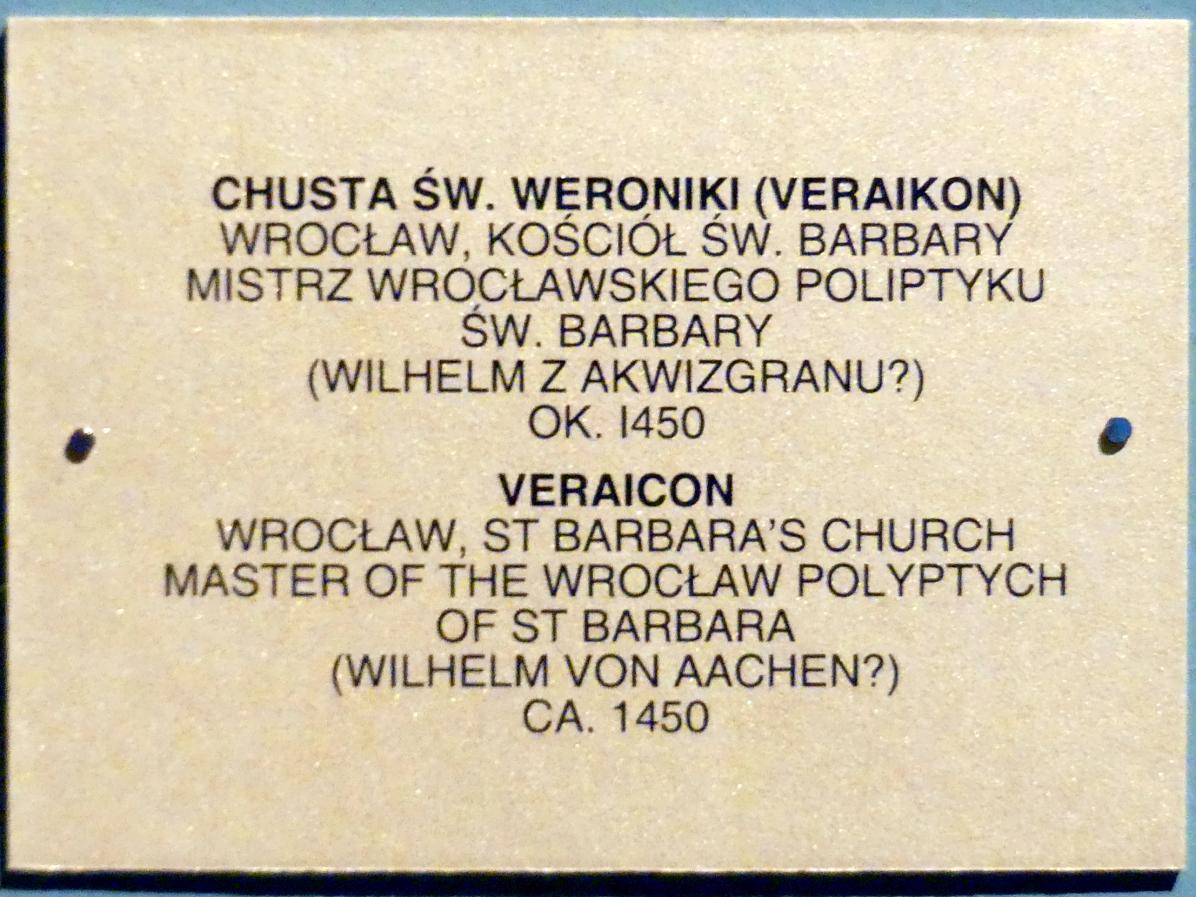 CHUSTA ŚW. WERONIKI (VERAIKON)
WROCŁAW, KOŚCIÓŁ ŚW. BARBARY
MISTRZ WROCŁAWSKIEGO POLIPTYKU
ŚW. BARBARY
(WILHELM Z AKWIZGRANU?)
OK. I450
VERAICON
WROCŁAW, ST BARBARA'S CHURCH
MASTER OF THE WROCŁAW POLYPTYCH
OF ST BARBARA
(WILHELM VON AACHEN?)
CA. 1450